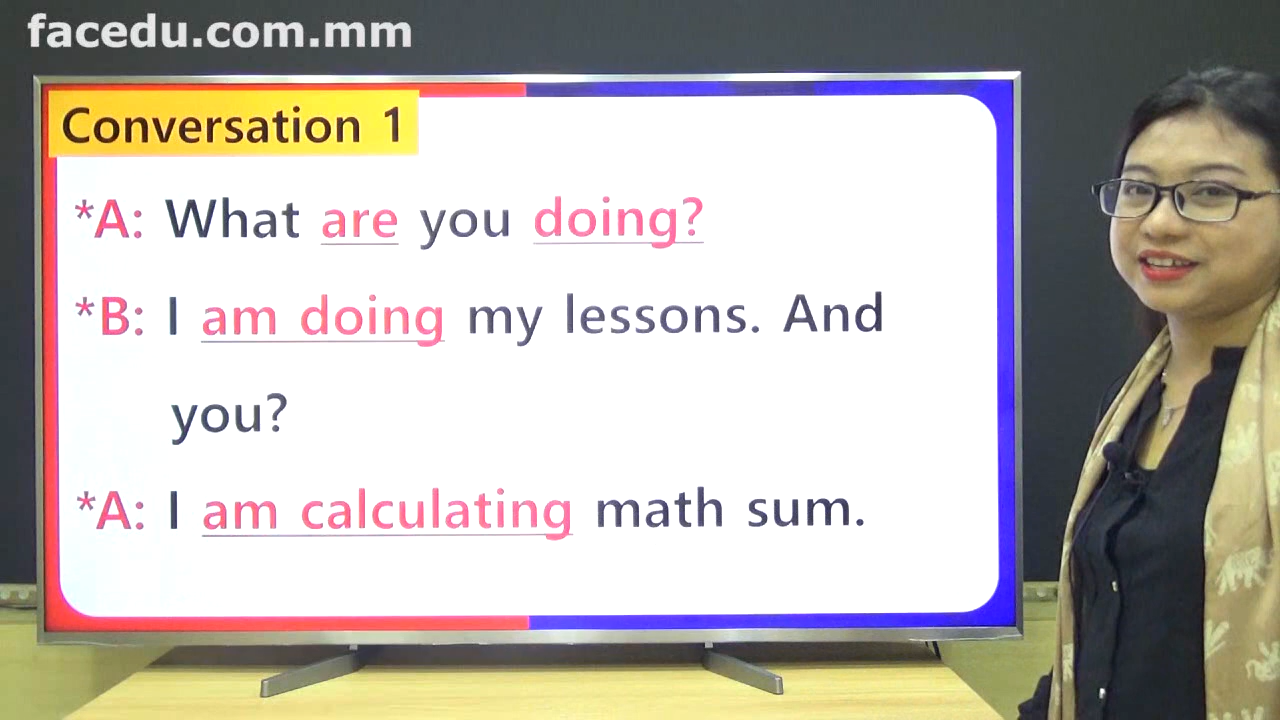 facedu.com.mm
Conversation 1
*A: What are you doing?
*B: I am doing my lessons. And
you?
*A: I am calculating math sum.